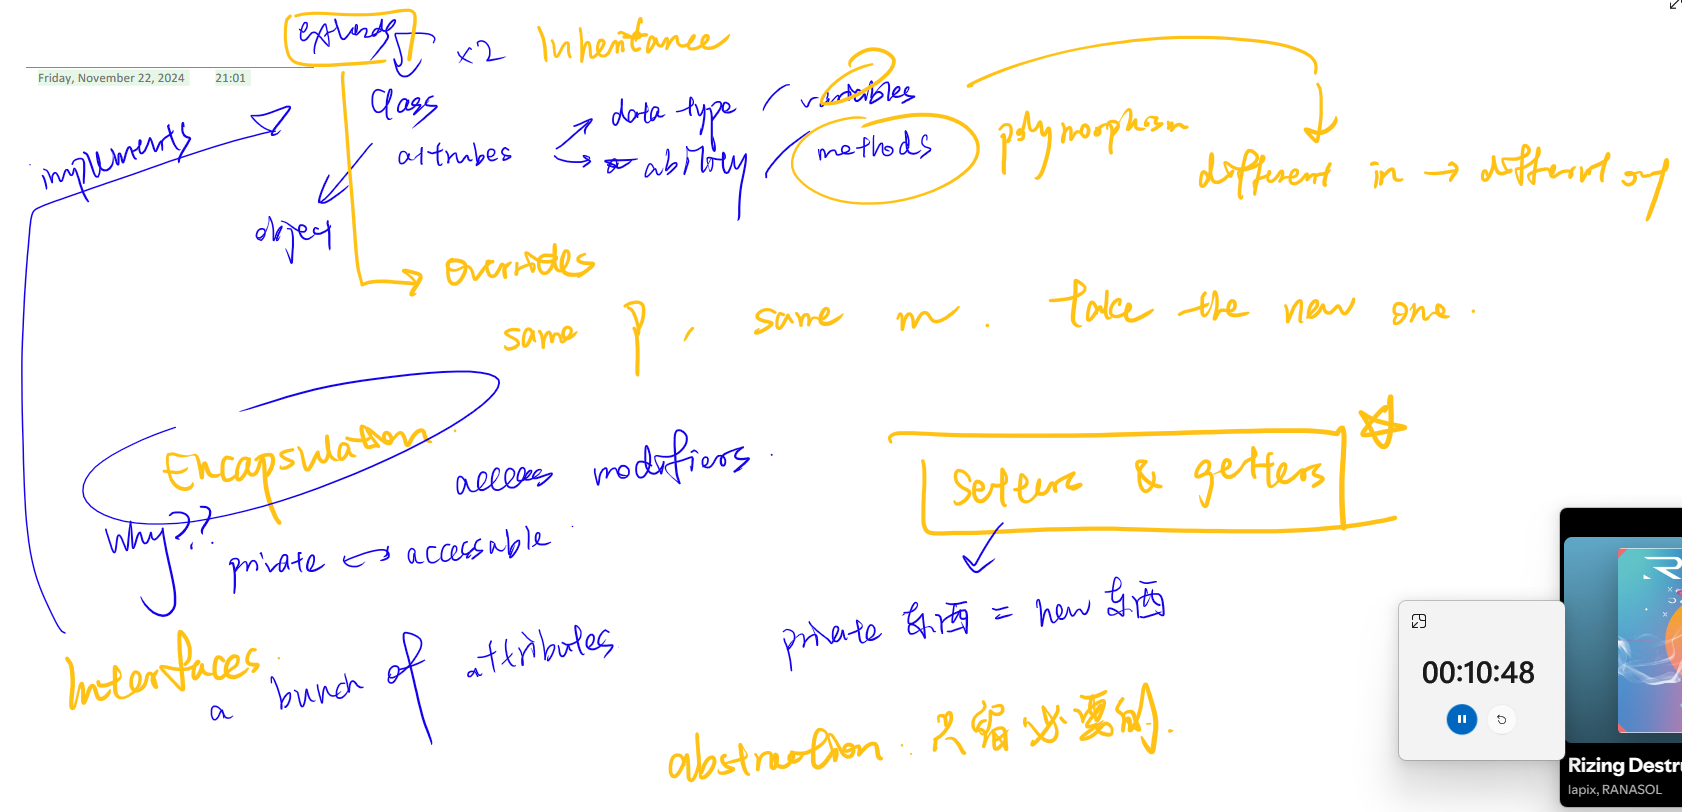 extends
×2 Inheritance
Friday, November 22, 2024 21:01
Class
implements
data type / variables
attributes
ability / methods
polymorphism
different in → different out
object
overrides
same P, same m. Take the new one.
Encapsulation.
access modifiers.
Setters & getters
Why??
private ↔ accessable
private 东西 = new 东西
Interfaces.
a bunch of attributes
abstraction: 只留必要的.
00:10:48
Rizing Destru
lapix, RANASOL